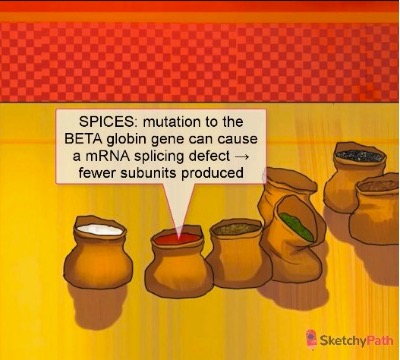 SPICES: mutation to the
BETA globin gene can cause
a mRNA splicing defect →
fewer subunits produced
SketchyPath